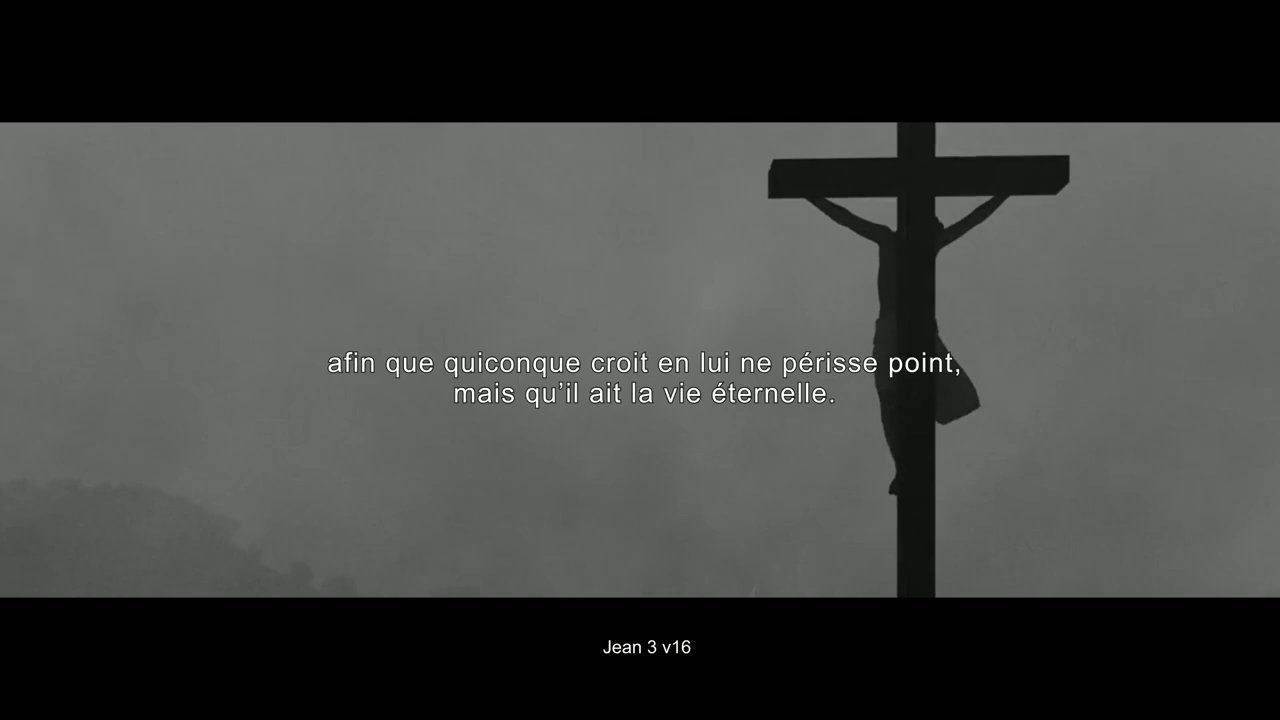 afin que quiconque croit en lui ne périsse point,
mais qu’il ait la vie éternelle.
Jean 3 v16